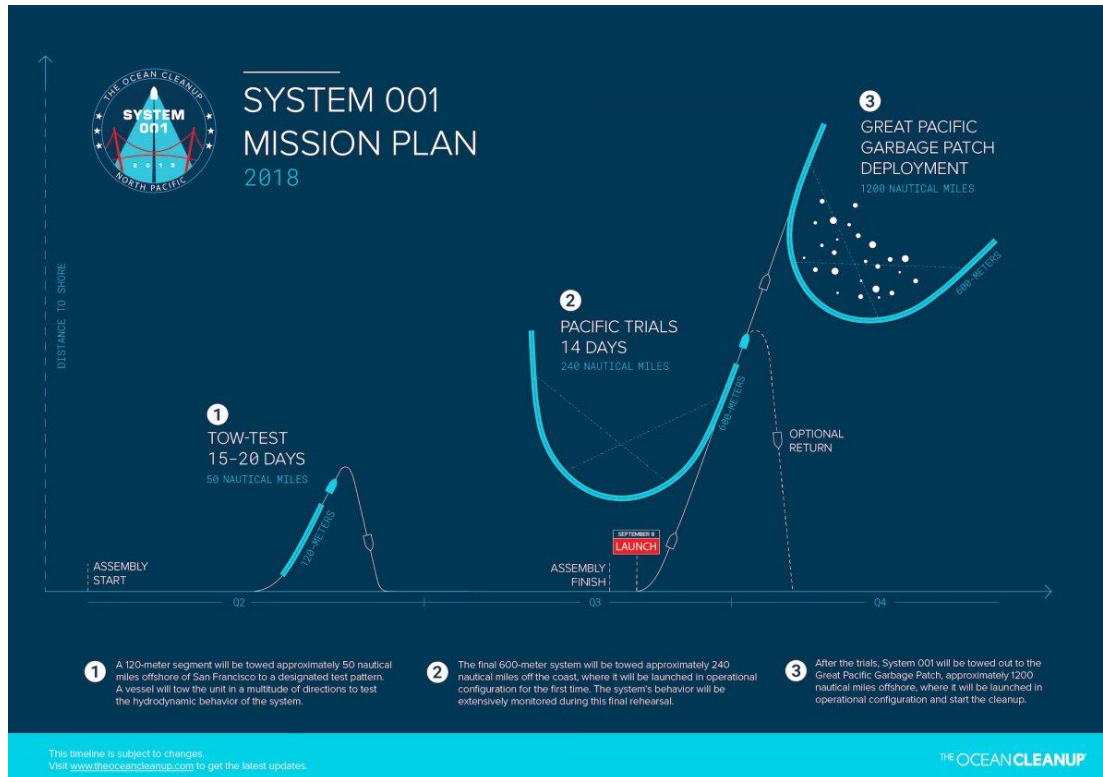 THE OCEAN CLEANUP
SYSTEM
001
2018
NORTH PACIFIC
SYSTEM 001
MISSION PLAN
2018
DISTANCE TO SHORE
1
TOW-TEST
15-20 DAYS
50 NAUTICAL MILES
120-METERS
2
PACIFIC TRIALS
14 DAYS
240 NAUTICAL MILES
600-METERS
3
GREAT PACIFIC
GARBAGE PATCH
DEPLOYMENT
1200 NAUTICAL MILES
600-METERS
OPTIONAL
RETURN
ASSEMBLY
START
SEPTEMBER 8
LAUNCH
ASSEMBLY
FINISH
Q2
Q3
Q4
1
A 120-meter segment will be towed approximately 50 nautical
miles offshore of San Francisco to a designated test pattern.
A vessel will tow the unit in a multitude of directions to test
the hydrodynamic behavior of the system.
2
The final 600-meter system will be towed approximately 240
nautical miles off the coast, where it will be launched in operational
configuration for the first time. The system's behavior will be
extensively monitored during this final rehearsal.
3
After the trials, System 001 will be towed out to the
Great Pacific Garbage Patch, approximately 1200
nautical miles offshore, where it will be launched in
operational configuration and start the cleanup.
This timeline is subject to changes.
Visit www.theoceancleanup.com to get the latest updates.
THE OCEAN CLEANUP